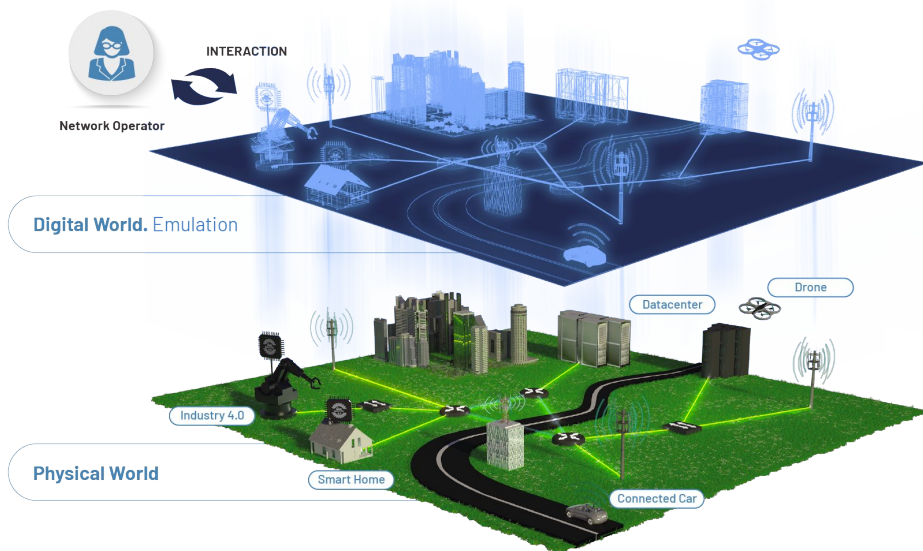 INTERACTION
Network Operator
Digital World. Emulation
Drone
Datacenter
Industry 4.0
Physical World
Smart Home
Connected Car